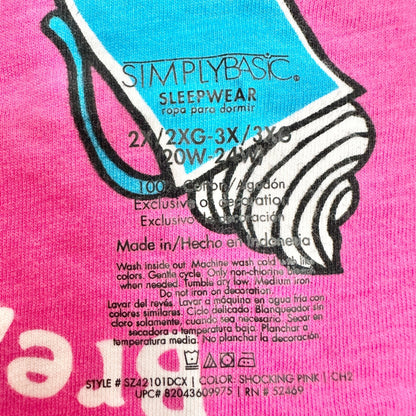 SIMPLYBASIC®
SLEEPWEAR
ropa para dormir
2X/2XG-3X/3XG
20W-24W
100% Cotton/Algodón
Exclusive of decoration
Exclusivo de decoración
Made in/Hecho en Indonesia
Wash inside out. Machine wash cold with like
colors. Gentle cycle. Only non-chlorine bleach
when needed. Tumble dry low. Medium iron.
Do not iron on decoration.
Lavar del revés. Lavar a máquina en agua fría con
colores similares. Ciclo delicado. Blanqueador sin
cloro solamente, cuando sea necesario. Secar en
secadora a temperatura baja. Planchar a
temperatura media. No planchar la decoración.
STYLE # SZ42101DCX | COLOR: SHOCKING PINK | CH2
UPC# 82043609975 | RN # 52469